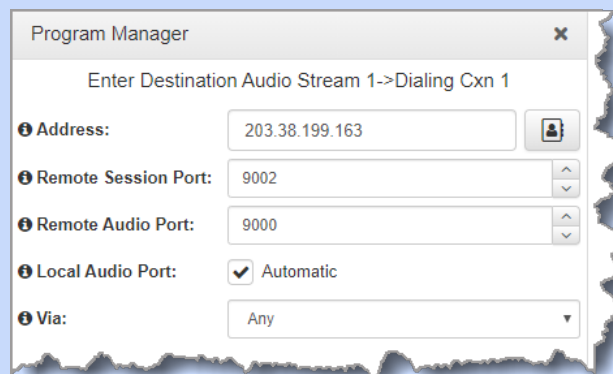 Program Manager
Enter Destination Audio Stream 1->Dialing Cxn 1
Address: 203.38.199.163
Remote Session Port: 9002
Remote Audio Port: 9000
Local Audio Port: Automatic
Via: Any